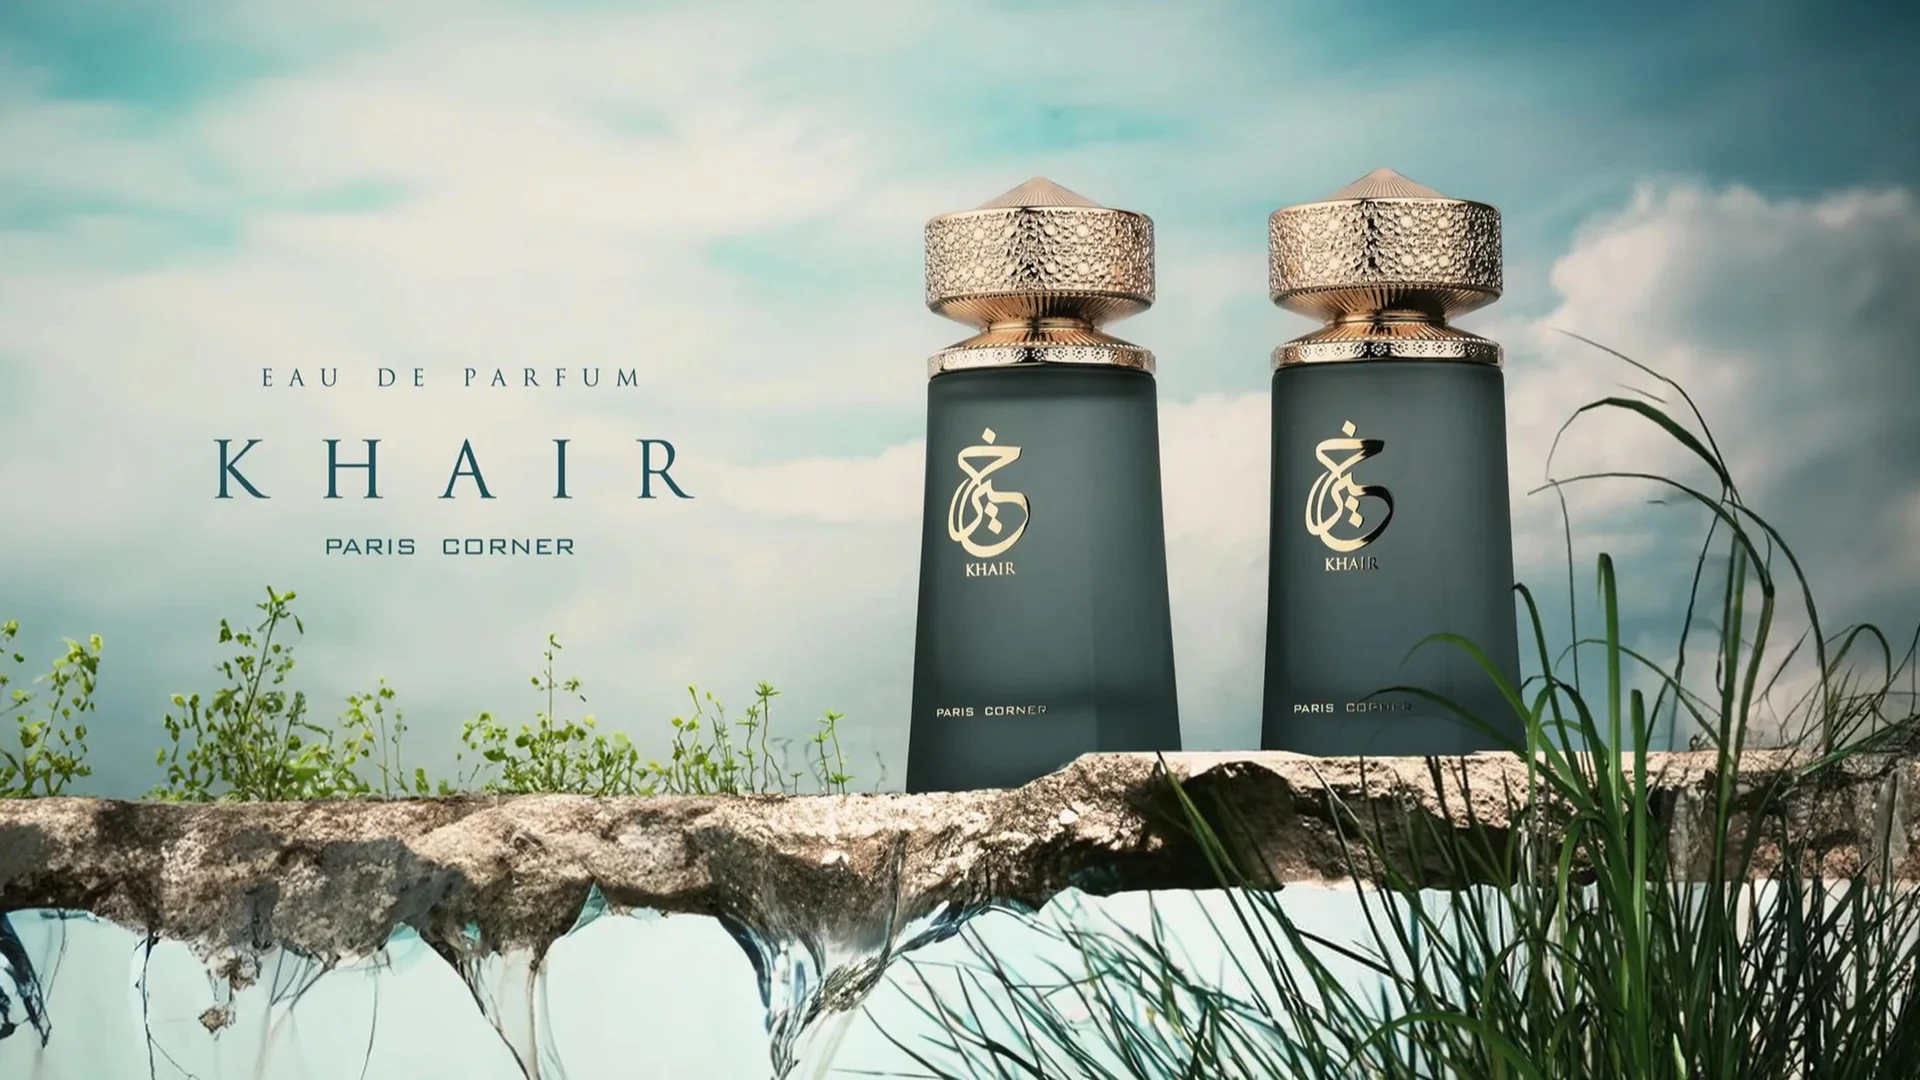 EAU DE PARFUM
KHAIR
PARIS CORNER
خير
KHAIR
PARIS CORNER
خير
KHAIR
PARIS CORNER